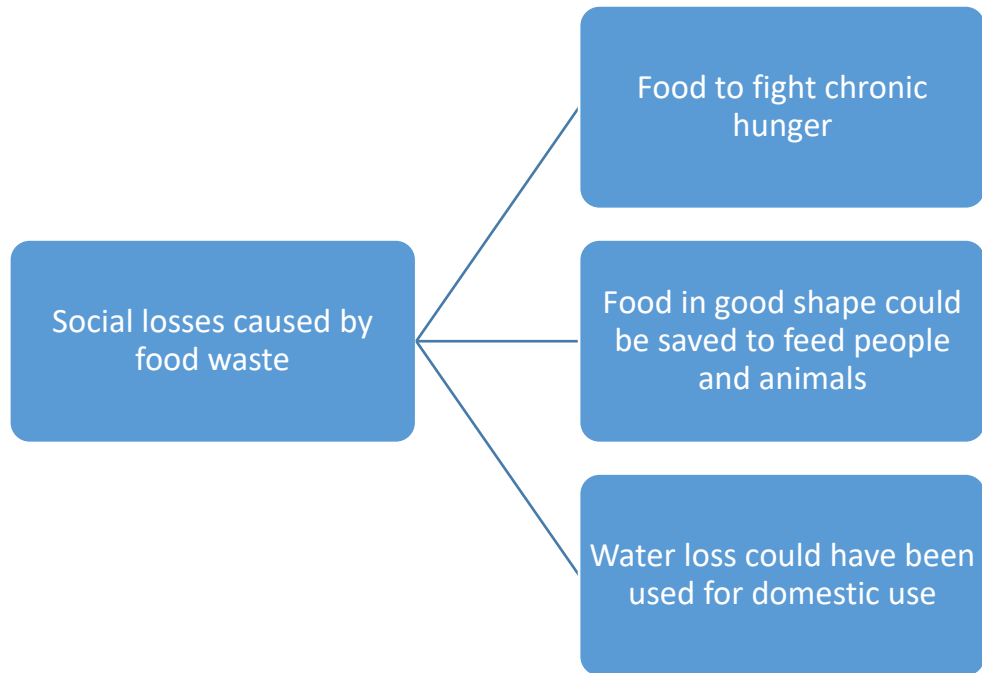 Social losses caused by
food waste
Food to fight chronic
hunger
Food in good shape could
be saved to feed people
and animals
Water loss could have been
used for domestic use